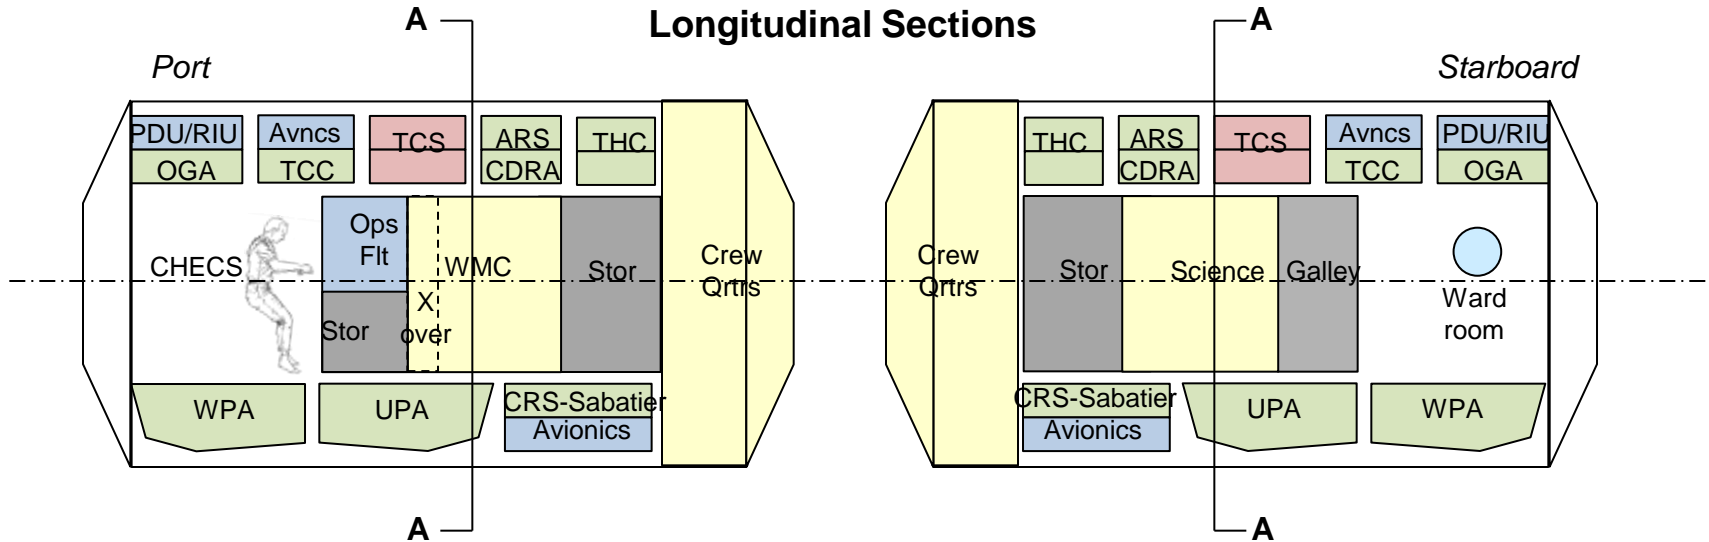 A
Longitudinal Sections
A
Port
Starboard
PDU/RIU
Avncs
TCS
ARS
THC
OGA
TCC
CDRA
THC
ARS
TCS
Avncs
PDU/RIU
CDRA
TCC
OGA
CHECS
Ops
Flt
WMC
Stor
Crew
Qrtrs
Stor
X
over
Crew
Qrtrs
Stor
Science
Galley
Ward
room
WPA
UPA
CRS-Sabatier
Avionics
CRS-Sabatier
Avionics
UPA
WPA
A
A